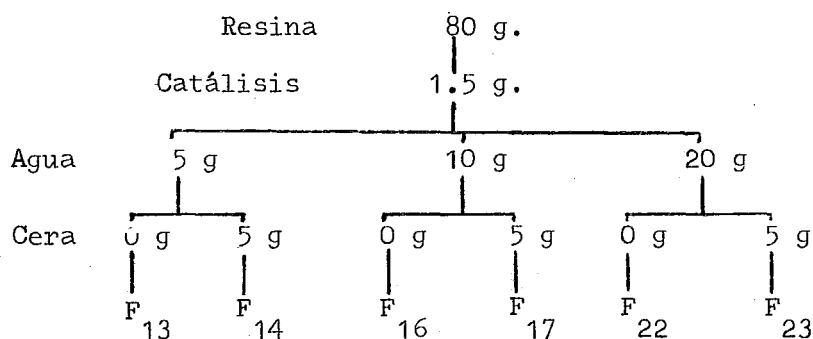 Resina 80 g.
Catálisis 1.5 g.
Agua 5 g 10 g 20 g
Cera 0 g 5 g 0 g 5 g 0 g 5 g
F13 F14 F16 F17 F22 F23